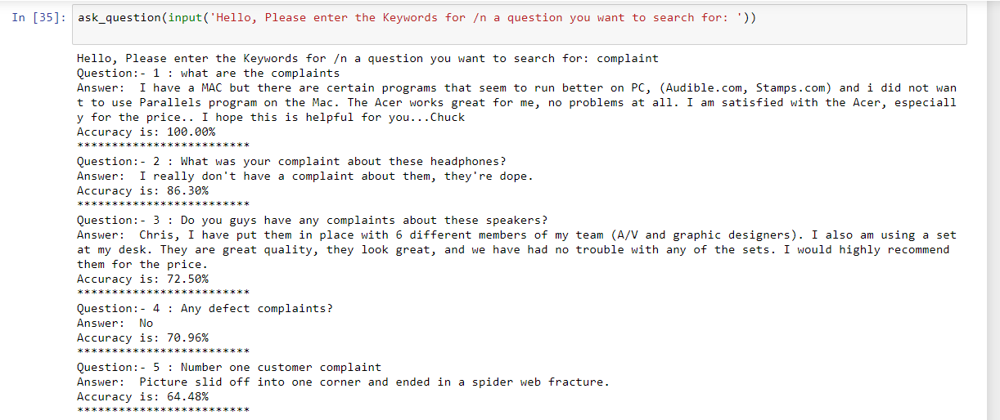 In [35]: ask_question(input('Hello, Please enter the Keywords for /n a question you want to search for: '))
Hello, Please enter the Keywords for /n a question you want to search for: complaint
Question:- 1 : what are the complaints
Answer:  I have a MAC but there are certain programs that seem to run better on PC, (Audible.com, Stamps.com) and i did not wan
t to use Parallels program on the Mac. The Acer works great for me, no problems at all. I am satisfied with the Acer, especiall
y for the price.. I hope this is helpful for you...Chuck
Accuracy is: 100.00%
*************************
Question:- 2 : What was your complaint about these headphones?
Answer:  I really don't have a complaint about them, they're dope.
Accuracy is: 86.30%
*************************
Question:- 3 : Do you guys have any complaints about these speakers?
Answer:  Chris, I have put them in place with 6 different members of my team (A/V and graphic designers). I also am using a set
at my desk. They are great quality, they look great, and we have had no trouble with any of the sets. I would highly recommend
them for the price.
Accuracy is: 72.50%
*************************
Question:- 4 : Any defect complaints?
Answer:  No
Accuracy is: 70.96%
*************************
Question:- 5 : Number one customer complaint
Answer:  Picture slid off into one corner and ended in a spider web fracture.
Accuracy is: 64.48%
*************************